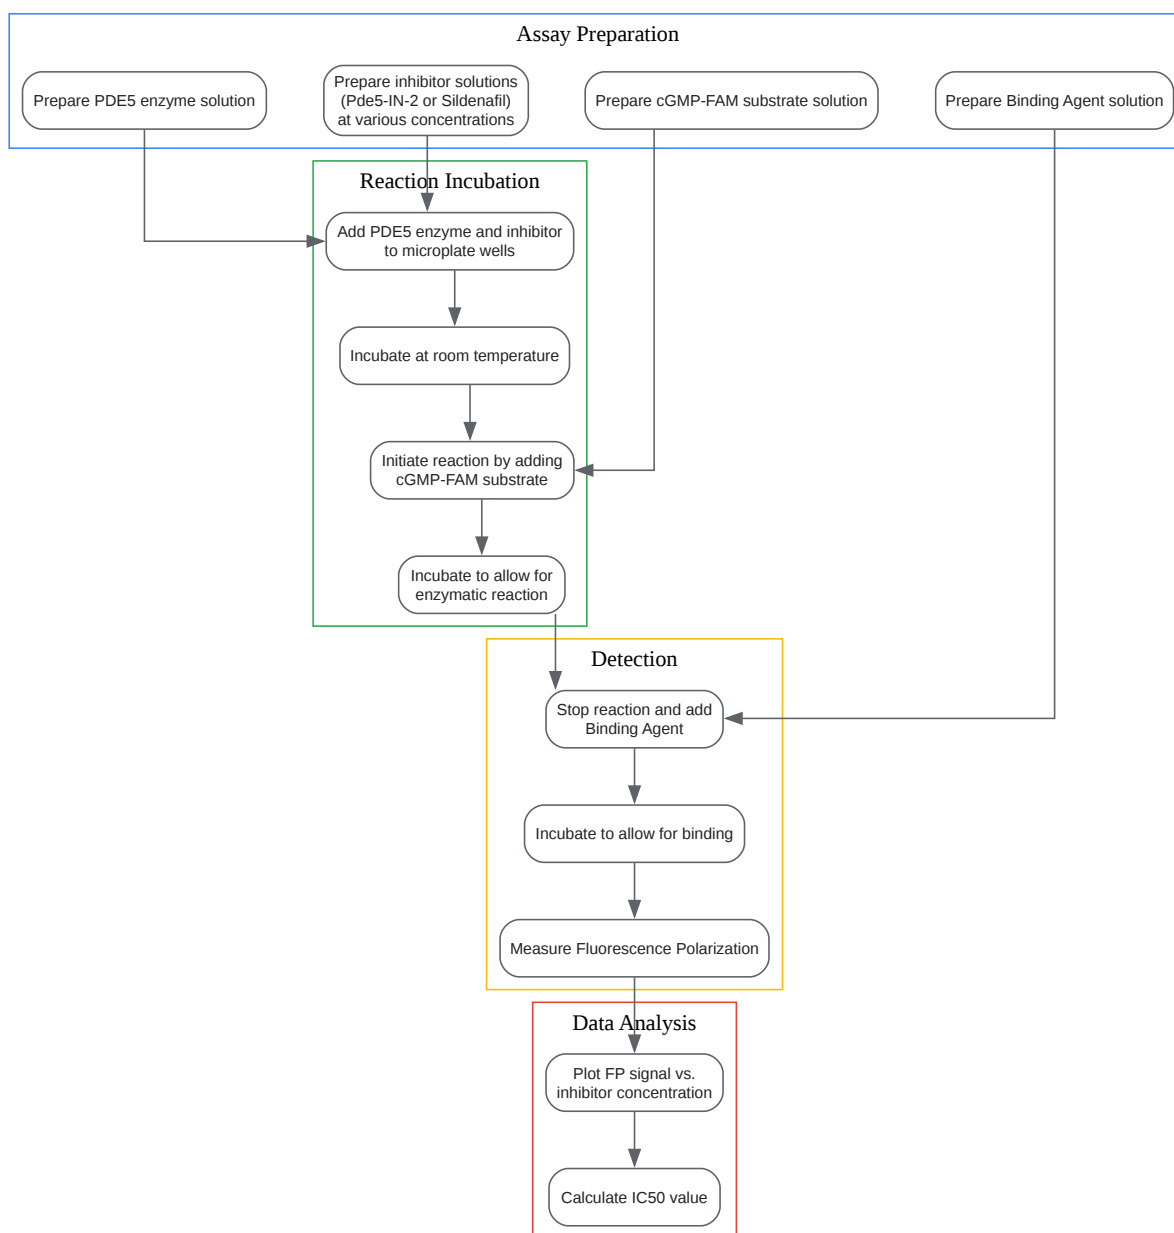 Assay Preparation
Prepare PDE5 enzyme solution
Prepare inhibitor solutions
(Pde5-IN-2 or Sildenafil)
at various concentrations
Prepare cGMP-FAM substrate solution
Prepare Binding Agent solution
Reaction Incubation
Add PDE5 enzyme and inhibitor
to microplate wells
Incubate at room temperature
Initiate reaction by adding
cGMP-FAM substrate
Incubate to allow for
enzymatic reaction
Detection
Stop reaction and add
Binding Agent
Incubate to allow for binding
Measure Fluorescence Polarization
Data Analysis
Plot FP signal vs.
inhibitor concentration
Calculate IC50 value